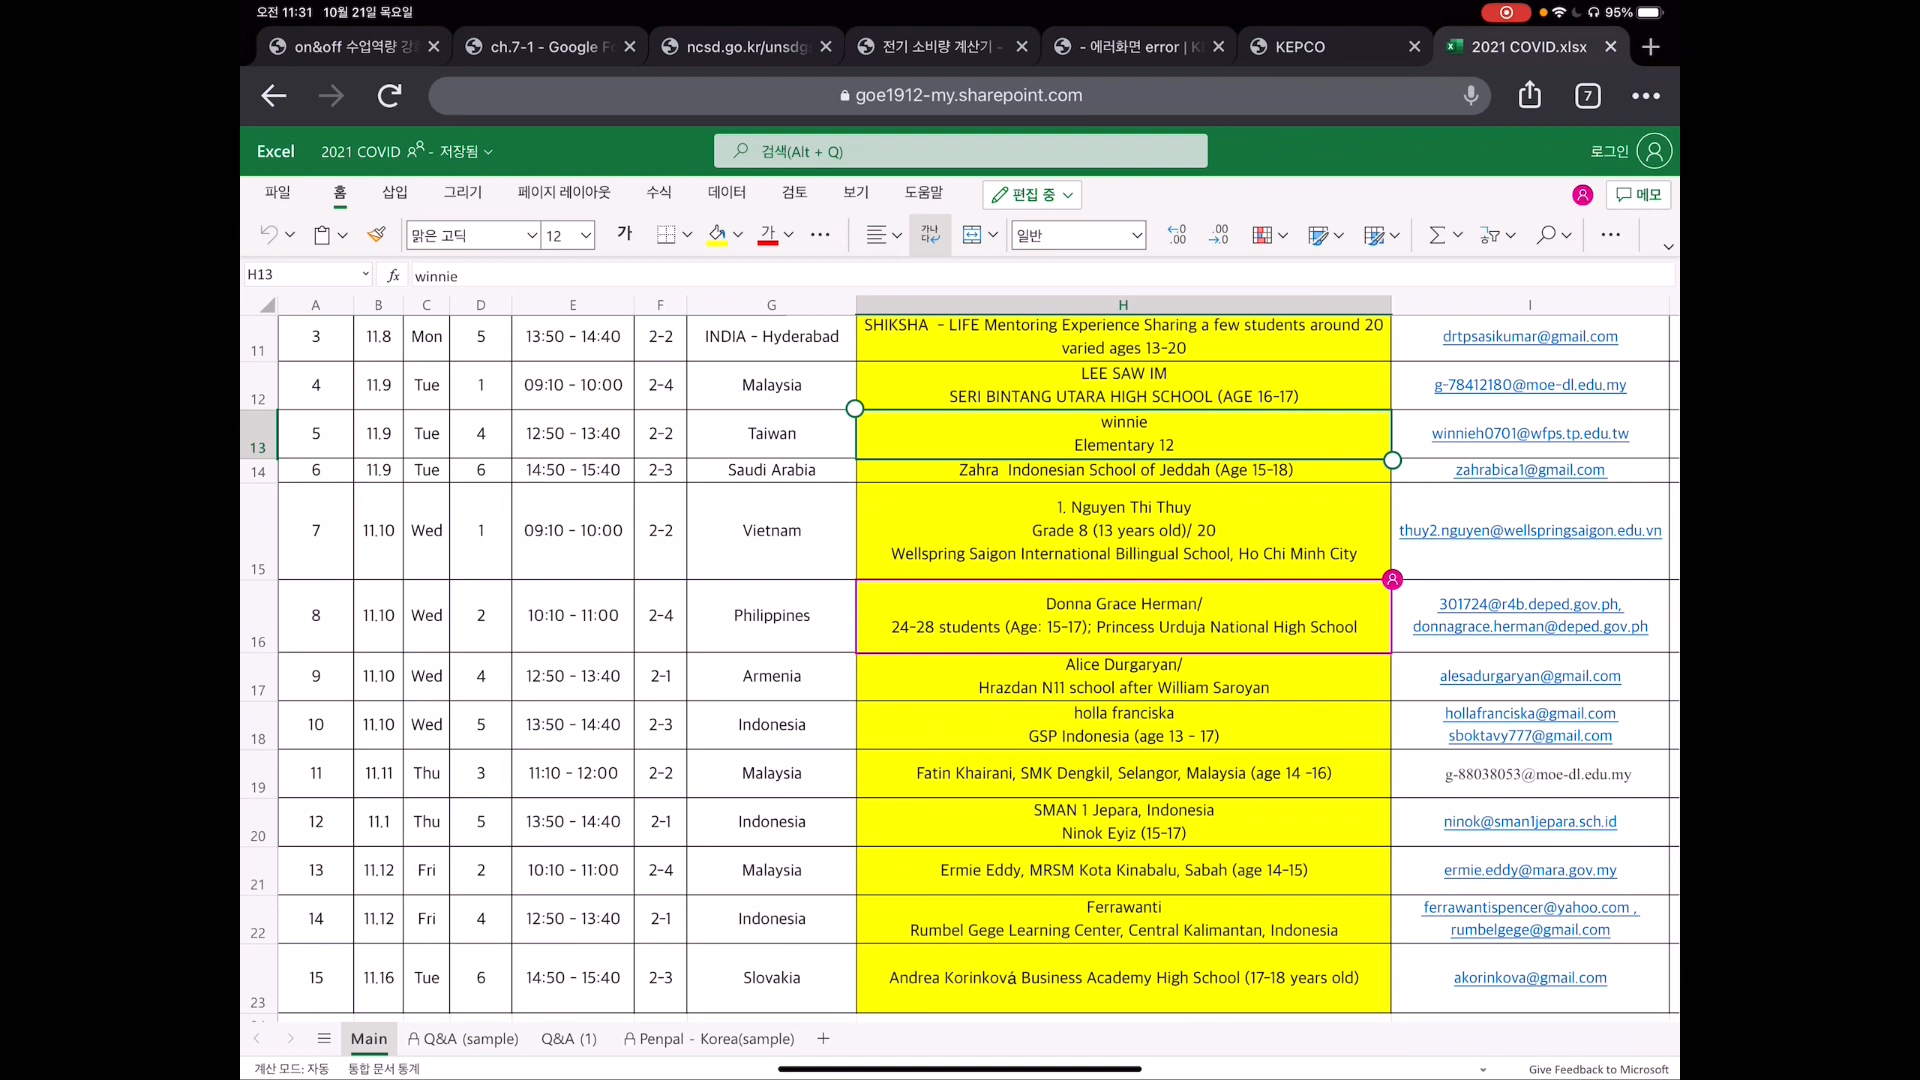 오전 11:31 10월 21일 목요일 95%
on&off 수업역량 강 ch.7-1 - Google F ncsd.go.kr/unsdg 전기 소비량 계산기 - - 에러화면 error | K KEPCO 2021 COVID.xlsx
goe1912-my.sharepoint.com 7
Excel 2021 COVID - 저장됨 검색(Alt + Q) 로그인
파일 홈 삽입 그리기 페이지 레이아웃 수식 데이터 검토 보기 도움말 편집 중 메모
맑은 고딕 12 가 가 가나다 일반
H13 fx winnie
A B C D E F G H I
11 3 11.8 Mon 5 13:50 - 14:40 2-2 INDIA - Hyderabad SHIKSHA - LIFE Mentoring Experience Sharing a few students around 20 drtpsasikumar@gmail.com
varied ages 13-20
12 4 11.9 Tue 1 09:10 - 10:00 2-4 Malaysia LEE SAW IM g-78412180@moe-dl.edu.my
SERI BINTANG UTARA HIGH SCHOOL (AGE 16-17)
13 5 11.9 Tue 4 12:50 - 13:40 2-2 Taiwan winnie winnieh0701@wfps.tp.edu.tw
Elementary 12
14 6 11.9 Tue 6 14:50 - 15:40 2-3 Saudi Arabia Zahra Indonesian School of Jeddah (Age 15-18) zahrabica1@gmail.com
15 7 11.10 Wed 1 09:10 - 10:00 2-2 Vietnam 1. Nguyen Thi Thuy thuy2.nguyen@wellspringsaigon.edu.vn
Grade 8 (13 years old)/ 20
Wellspring Saigon International Billingual School, Ho Chi Minh City
16 8 11.10 Wed 2 10:10 - 11:00 2-4 Philippines Donna Grace Herman/ 301724@r4b.deped.gov.ph,
24-28 students (Age: 15-17); Princess Urduja National High School donnagrace.herman@deped.gov.ph
17 9 11.10 Wed 4 12:50 - 13:40 2-1 Armenia Alice Durgaryan/ alesadurgaryan@gmail.com
Hrazdan N11 school after William Saroyan
18 10 11.10 Wed 5 13:50 - 14:40 2-3 Indonesia holla franciska hollafranciska@gmail.com
GSP Indonesia (age 13 - 17) sboktavy777@gmail.com
19 11 11.11 Thu 3 11:10 - 12:00 2-2 Malaysia Fatin Khairani, SMK Dengkil, Selangor, Malaysia (age 14 -16) g-88038053@moe-dl.edu.my
20 12 11.1 Thu 5 13:50 - 14:40 2-1 Indonesia SMAN 1 Jepara, Indonesia ninok@sman1jepara.sch.id
Ninok Eyiz (15-17)
21 13 11.12 Fri 2 10:10 - 11:00 2-4 Malaysia Ermie Eddy, MRSM Kota Kinabalu, Sabah (age 14-15) ermie.eddy@mara.gov.my
22 14 11.12 Fri 4 12:50 - 13:40 2-1 Indonesia Ferrawanti ferrawantispencer@yahoo.com ,
Rumbel Gege Learning Center, Central Kalimantan, Indonesia rumbelgege@gmail.com
23 15 11.16 Tue 6 14:50 - 15:40 2-3 Slovakia Andrea Korinková Business Academy High School (17-18 years old) akorinkova@gmail.com
Main Q&A (sample) Q&A (1) Penpal - Korea(sample)
계산 모드: 자동 통합 문서 통계 Give Feedback to Microsoft